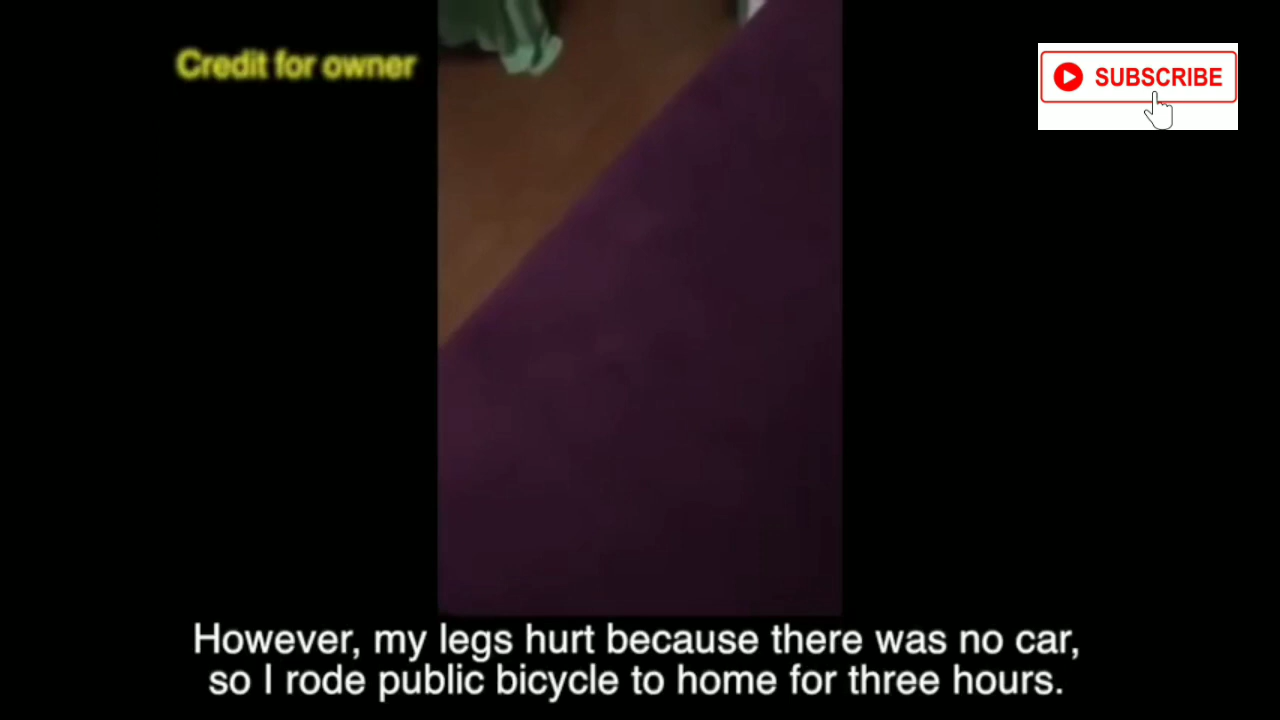 Credit for owner
SUBSCRIBE
However, my legs hurt because there was no car,
so I rode public bicycle to home for three hours.